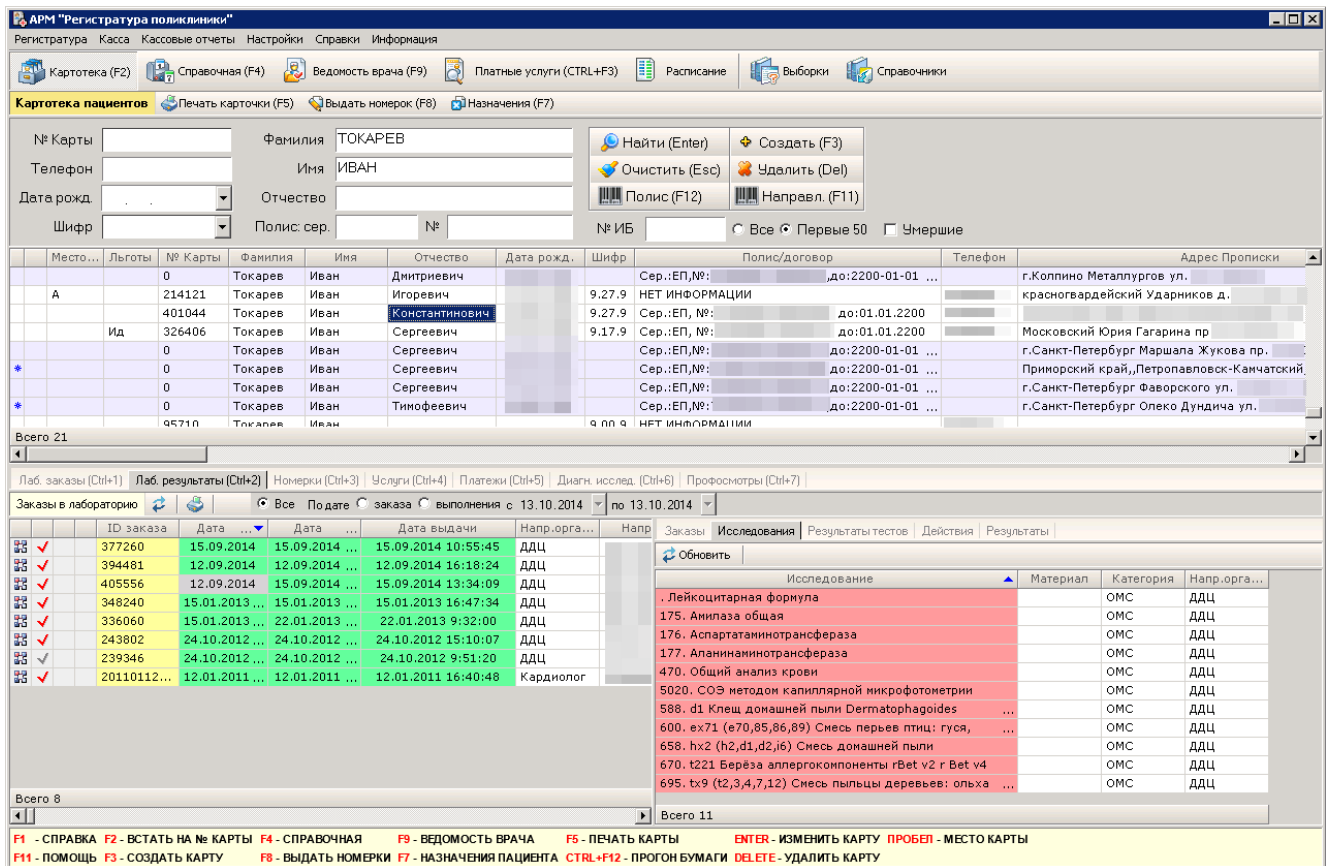 АРМ "Регистратура поликлиники"
Регистратура Касса Кассовые отчеты Настройки Справки Информация
Картотека (F2) Справочная (F4) Ведомость врача (F9) Платные услуги (CTRL+F3) Расписание Выборки Справочники
Картотека пациентов Печать карточки (F5) Выдать номерок (F8) Назначения (F7)
№ Карты Фамилия ТОКАРЕВ Найти (Enter) Создать (F3)
Телефон Имя ИВАН Очистить (Esc) Удалить (Del)
Дата рожд. . . Отчество Полис (F12) Направл. (F11)
Шифр Полис: сер. № № ИБ Все Первые 50 Умершие
Место... Льготы № Карты Фамилия Имя Отчество Дата рожд. Шифр Полис/договор Телефон Адрес Прописки
0 Токарев Иван Дмитриевич Сер.:ЕП,№: ,до:2200-01-01 ... г.Колпино Металлургов ул.
А 214121 Токарев Иван Игоревич 9.27.9 НЕТ ИНФОРМАЦИИ красногвардейский Ударников д.
401044 Токарев Иван Константинович 9.27.9 Сер.:ЕП, №: до:01.01.2200
Ид 326406 Токарев Иван Сергеевич 9.17.9 Сер.:ЕП, №: до:01.01.2200 Московский Юрия Гагарина пр
0 Токарев Иван Сергеевич Сер.:ЕП,№: до:2200-01-01 ... г.Санкт-Петербург Маршала Жукова пр.
* 0 Токарев Иван Сергеевич Сер.:ЕП,№: до:2200-01-01 ... Приморский край,,Петропавловск-Камчатский
0 Токарев Иван Сергеевич Сер.:ЕП,№: до:2200-01-01 ... г.Санкт-Петербург Фаворского ул.
* 0 Токарев Иван Тимофеевич Сер.:ЕП,№: до:2200-01-01 ... г.Санкт-Петербург Олеко Дундича ул.
95710 Токарев Иван 9.00.9 НЕТ ИНФОРМАЦИИ
Всего 21
Лаб. заказы (Ctrl+1) Лаб. результаты (Ctrl+2) Номерки (Ctrl+3) Услуги (Ctrl+4) Платежи (Ctrl+5) Диагн. исслед. (Ctrl+6) Профосмотры (Ctrl+7)
Заказы в лабораторию Все По дате заказа выполнения с 13.10.2014 по 13.10.2014
ID заказа Дата ... Дата ... Дата выдачи Напр.орга... Напр
377260 15.09.2014 15.09.2014 ... 15.09.2014 10:55:45 ДДЦ
394481 12.09.2014 12.09.2014 ... 12.09.2014 16:18:24 ДДЦ
405556 12.09.2014 15.09.2014 ... 15.09.2014 13:34:09 ДДЦ
348240 15.01.2013 ... 15.01.2013 ... 15.01.2013 16:47:34 ДДЦ
336060 15.01.2013 ... 22.01.2013 ... 22.01.2013 9:32:00 ДДЦ
243802 24.10.2012 ... 24.10.2012 ... 24.10.2012 15:10:07 ДДЦ
239346 24.10.2012 ... 24.10.2012 ... 24.10.2012 9:51:20 ДДЦ
20110112... 12.01.2011 ... 12.01.2011 ... 12.01.2011 16:40:48 Кардиолог
Всего 8
Заказы Исследования Результаты тестов Действия Результаты
Обновить
Исследование Материал Категория Напр.орга...
. Лейкоцитарная формула ОМС ДДЦ
175. Амилаза общая ОМС ДДЦ
176. Аспартатаминотрансфераза ОМС ДДЦ
177. Аланинаминотрансфераза ОМС ДДЦ
470. Общий анализ крови ОМС ДДЦ
5020. СОЭ методом капиллярной микрофотометрии ОМС ДДЦ
588. d1 Клещ домашней пыли Dermatophagoides ... ОМС ДДЦ
600. ex71 (e70,85,86,89) Смесь перьев птиц: гуся, ... ОМС ДДЦ
658. hx2 (h2,d1,d2,i6) Смесь домашней пыли ОМС ДДЦ
670. t221 Берёза аллергокомпоненты rBet v2 r Bet v4 ОМС ДДЦ
695. tx9 (t2,3,4,7,12) Смесь пыльцы деревьев: ольха ... ОМС ДДЦ
Всего 11
F1 - СПРАВКА F2 - ВСТАТЬ НА № КАРТЫ F4 - СПРАВОЧНАЯ F9 - ВЕДОМОСТЬ ВРАЧА F5 - ПЕЧАТЬ КАРТЫ ENTER - ИЗМЕНИТЬ КАРТУ ПРОБЕЛ - МЕСТО КАРТЫ
F11 - ПОМОЩЬ F3 - СОЗДАТЬ КАРТУ F8 - ВЫДАТЬ НОМЕРКИ F7 - НАЗНАЧЕНИЯ ПАЦИЕНТА CTRL+F12 - ПРОГОН БУМАГИ DELETE - УДАЛИТЬ КАРТУ